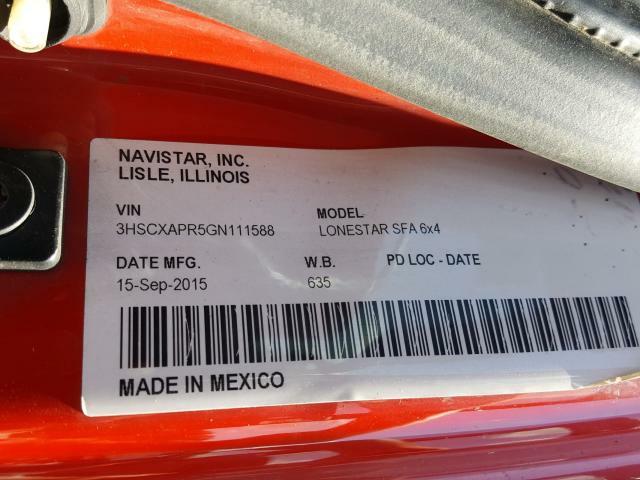 NAVISTAR, INC.
LISLE, ILLINOIS
VIN MODEL
3HSCXAPR5GN111588 LONESTAR SFA 6x4
DATE MFG. W.B. PD LOC - DATE
15-Sep-2015 635
MADE IN MEXICO